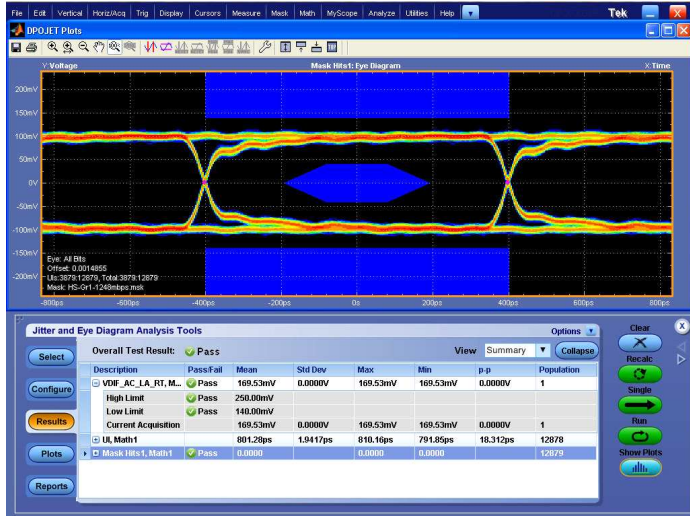 File Edit Vertical Horiz/Acq Trig Display Cursors Measure Mask Math MyScope Analyze Utilities Help Tek
DPOJET Plots
Y:Voltage Mask Hits1: Eye Diagram X:Time
200mV
150mV
100mV
50mV
0V
-50mV
-100mV
-150mV
-200mV
Eye: All Bits
Offset: 0.0014855
UIs:3879:12879, Total:3879:12879
Mask: HS-Gr1-1248mbps.msk
-800ps -600ps -400ps -200ps 0s 200ps 400ps 600ps 800ps
Jitter and Eye Diagram Analysis Tools Options Clear X
Select Overall Test Result: Pass View Summary Collapse
Recalc
Description Pass/Fail Mean Std Dev Max Min p-p Population
VDIF_AC_LA_RT, M... Pass 169.53mV 0.0000V 169.53mV 169.53mV 0.0000V 1
Configure
High Limit 250.00mV
Single
Low Limit 140.00mV
Results
Current Acquisition 169.53mV 0.0000V 169.53mV 169.53mV 0.0000V 1
Run
UI, Math1 801.28ps 1.9417ps 810.16ps 791.85ps 18.312ps 12878
Plots Mask Hits1, Math1 Pass 0.0000 0.0000 0.0000 12879
Show Plots
Reports